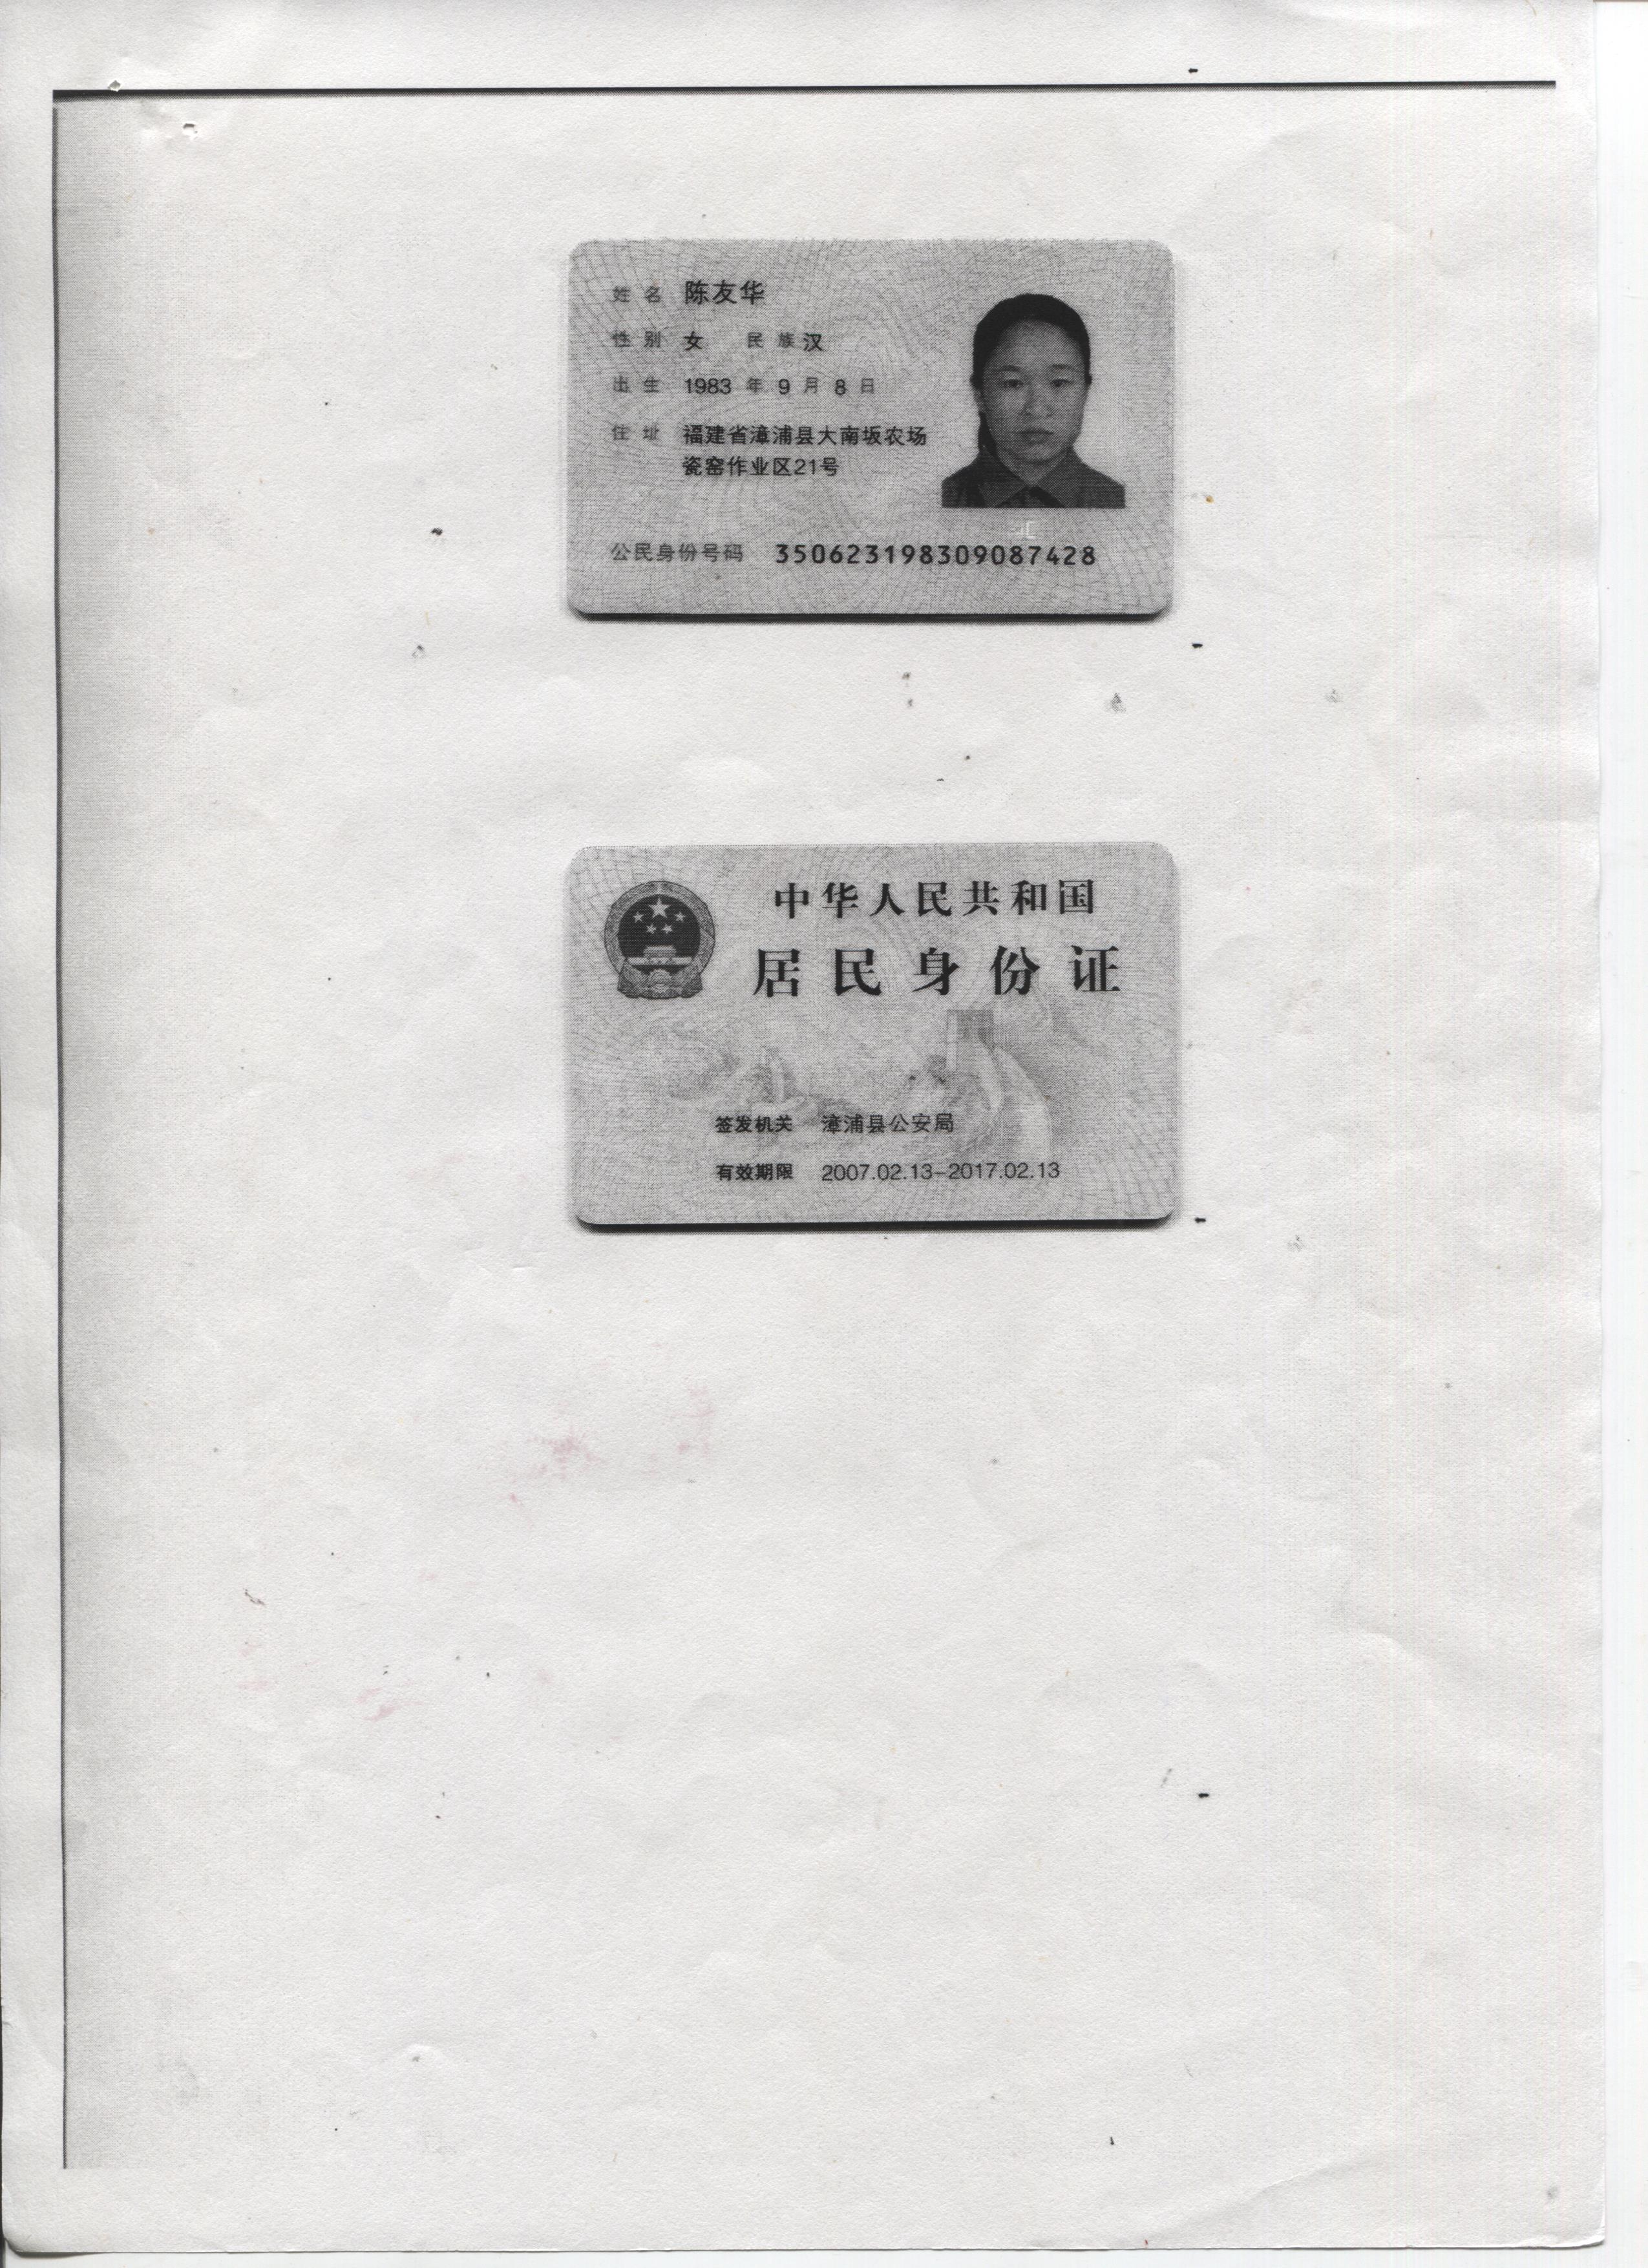 姓名 陈友华
性别 女 民族 汉
出生 1983 年 9 月 8 日
住址 福建省漳浦县大南坂农场
瓷窑作业区21号
公民身份号码 350623198309087428
中华人民共和国
居民身份证
签发机关 漳浦县公安局
有效期限 2007.02.13-2017.02.13